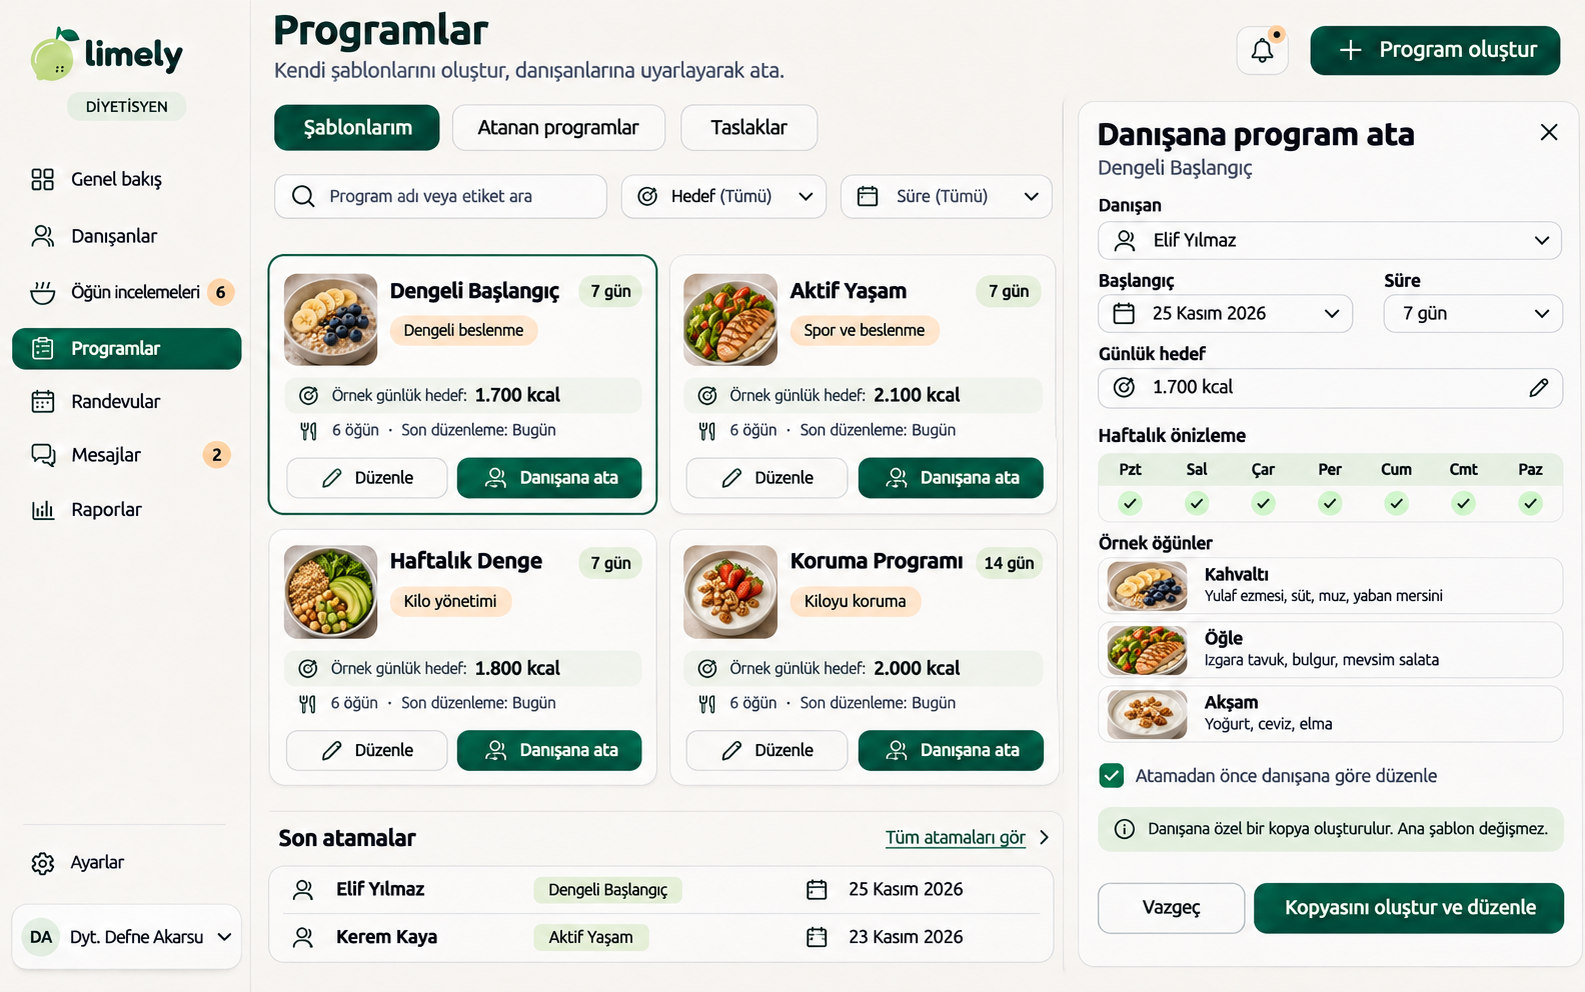 limely
DİYETİSYEN
Genel bakış
Danışanlar
Öğün incelemeleri 6
Programlar
Randevular
Mesajlar 2
Raporlar
Ayarlar
DA Dyt. Defne Akarsu
Programlar
Kendi şablonlarını oluştur, danışanlarına uyarlayarak ata.
Program oluştur
Şablonlarım
Atanan programlar
Taslaklar
Program adı veya etiket ara
Hedef (Tümü)
Süre (Tümü)
Dengeli Başlangıç 7 gün
Dengeli beslenme
Örnek günlük hedef: 1.700 kcal
6 öğün · Son düzenleme: Bugün
Düzenle
Danışana ata
Aktif Yaşam 7 gün
Spor ve beslenme
Örnek günlük hedef: 2.100 kcal
6 öğün · Son düzenleme: Bugün
Düzenle
Danışana ata
Haftalık Denge 7 gün
Kilo yönetimi
Örnek günlük hedef: 1.800 kcal
6 öğün · Son düzenleme: Bugün
Düzenle
Danışana ata
Koruma Programı 14 gün
Kiloyu koruma
Örnek günlük hedef: 2.000 kcal
6 öğün · Son düzenleme: Bugün
Düzenle
Danışana ata
Son atamalar
Tüm atamaları gör
Elif Yılmaz Dengeli Başlangıç 25 Kasım 2026
Kerem Kaya Aktif Yaşam 23 Kasım 2026
Danışana program ata
Dengeli Başlangıç
Danışan
Elif Yılmaz
Başlangıç Süre
25 Kasım 2026 7 gün
Günlük hedef
1.700 kcal
Haftalık önizleme
Pzt Sal Çar Per Cum Cmt Paz
Örnek öğünler
Kahvaltı
Yulaf ezmesi, süt, muz, yaban mersini
Öğle
Izgara tavuk, bulgur, mevsim salata
Akşam
Yoğurt, ceviz, elma
Atamadan önce danışana göre düzenle
Danışana özel bir kopya oluşturulur. Ana şablon değişmez.
Vazgeç
Kopyasını oluştur ve düzenle